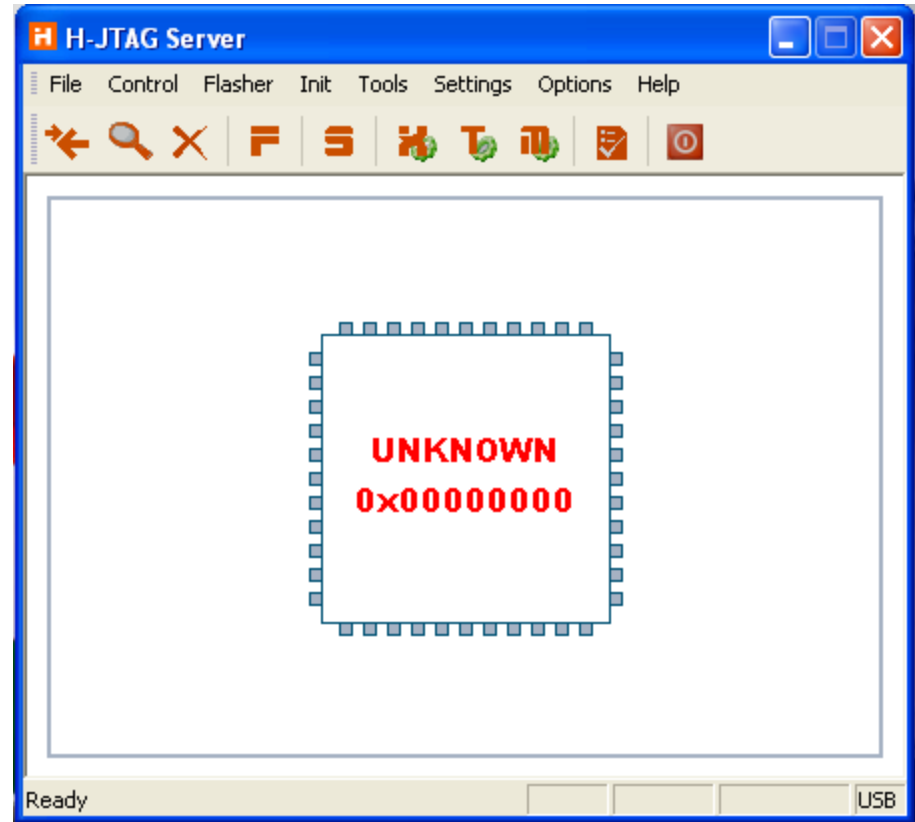 H-JTAG Server
File Control Flasher Init Tools Settings Options Help
UNKNOWN
0x00000000
Ready USB